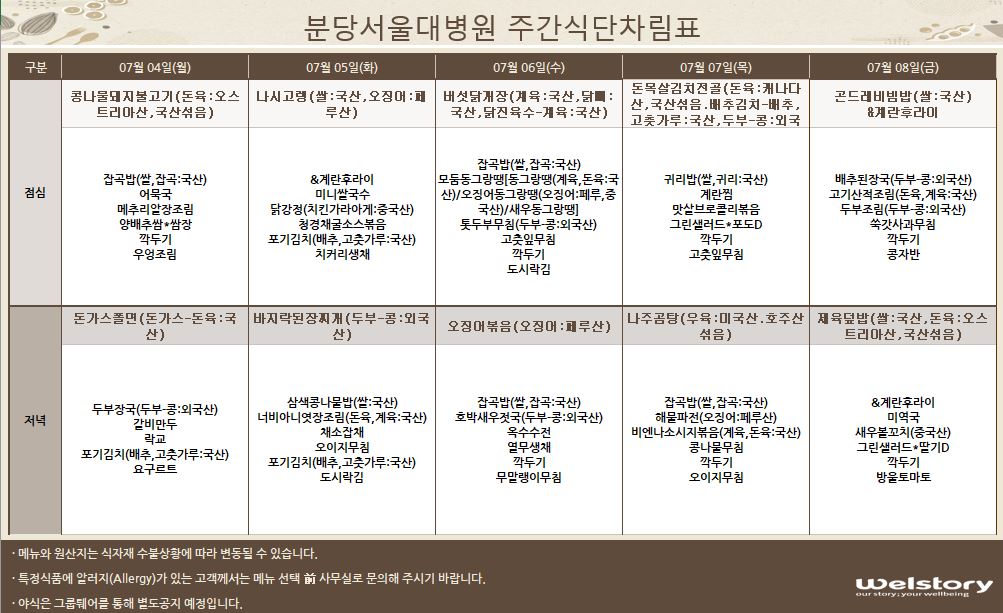 분당서울대병원 주간식단차림표
구분
07월 04일(월)
07월 05일(화)
07월 06일(수)
07월 07일(목)
07월 08일(금)
점심
콩나물돼지불고기(돈육:오스
트리아산,국산섞음)
나시고랭(쌀:국산,오징어:페
루산)
버섯닭개장(계육:국산,닭뼈:
국산,닭진육수-계육:국산)
돈목살김치전골(돈육:캐나다
산,국산섞음.배추김치-배추,
고춧가루:국산,두부-콩:외국
곤드레비빔밥(쌀:국산)
&계란후라이
잡곡밥(쌀,잡곡:국산)
어묵국
메추리알장조림
양배추쌈*쌈장
깍두기
우엉조림
&계란후라이
미니쌀국수
닭강정(치킨가라아게:중국산)
청경채굴소스볶음
포기김치(배추,고춧가루:국산)
치커리생채
잡곡밥(쌀,잡곡:국산)
모둠동그랑땡[동그랑땡(계육,돈육:국
산)/오징어동그랑땡(오징어:페루,중
국산)/새우동그랑땡]
톳두부무침(두부-콩:외국산)
고춧잎무침
깍두기
도시락김
귀리밥(쌀,귀리:국산)
계란찜
맛살브로콜리볶음
그린샐러드*포도D
깍두기
고춧잎무침
배추된장국(두부-콩:외국산)
고기산적조림(돈육,계육:국산)
두부조림(두부-콩:외국산)
쑥갓사과무침
깍두기
콩자반
저녁
돈가스쫄면(돈가스-돈육:국
산)
바지락된장찌개(두부-콩:외국
산)
오징어볶음(오징어:페루산)
나주곰탕(우육:미국산.호주산
섞음)
제육덮밥(쌀:국산,돈육:오스
트리아산,국산섞음)
두부장국(두부-콩:외국산)
갈비만두
락교
포기김치(배추,고춧가루:국산)
요구르트
삼색콩나물밥(쌀:국산)
너비아니엿장조림(돈육,계육:국산)
채소잡채
오이지무침
포기김치(배추,고춧가루:국산)
도시락김
잡곡밥(쌀,잡곡:국산)
호박새우젓국(두부-콩:외국산)
옥수수전
열무생채
깍두기
무말랭이무침
잡곡밥(쌀,잡곡:국산)
해물파전(오징어:페루산)
비엔나소시지볶음(계육,돈육:국산)
콩나물무침
깍두기
오이지무침
&계란후라이
미역국
새우볼꼬치(중국산)
그린샐러드*딸기D
깍두기
방울토마토
· 메뉴와 원산지는 식자재 수불상황에 따라 변동될 수 있습니다.
· 특정식품에 알러지(Allergy)가 있는 고객께서는 메뉴 선택 前 사무실로 문의해 주시기 바랍니다.
· 야식은 그룹웨어를 통해 별도공지 예정입니다.
welstory
our story; your wellbeing